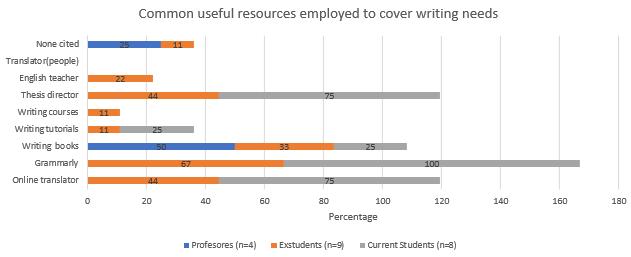 Common useful resources employed to cover writing needs
None cited 25 11
Translator(people)
English teacher 22
Thesis director 44 75
Writing courses 11
Writing tutorials 11 25
Writing books 50 33 25
Grammarly 67 100
Online translator 44 75
0 20 40 60 80 100 120 140 160 180
Percentage
Profesores (n=4) Exstudents (n=9) Current Students (n=8)